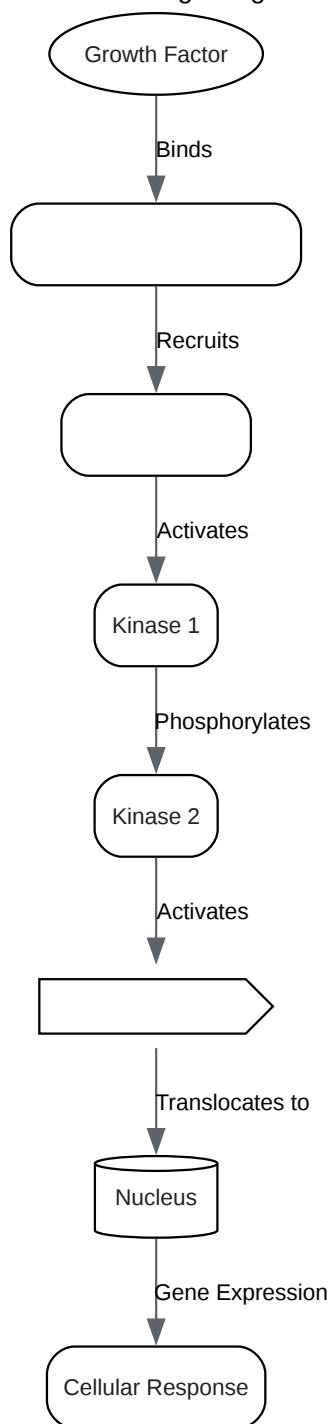 Growth Factor
Binds
Recruits
Activates
Kinase 1
Phosphorylates
Kinase 2
Activates
Translocates to
Nucleus
Gene Expression
Cellular Response